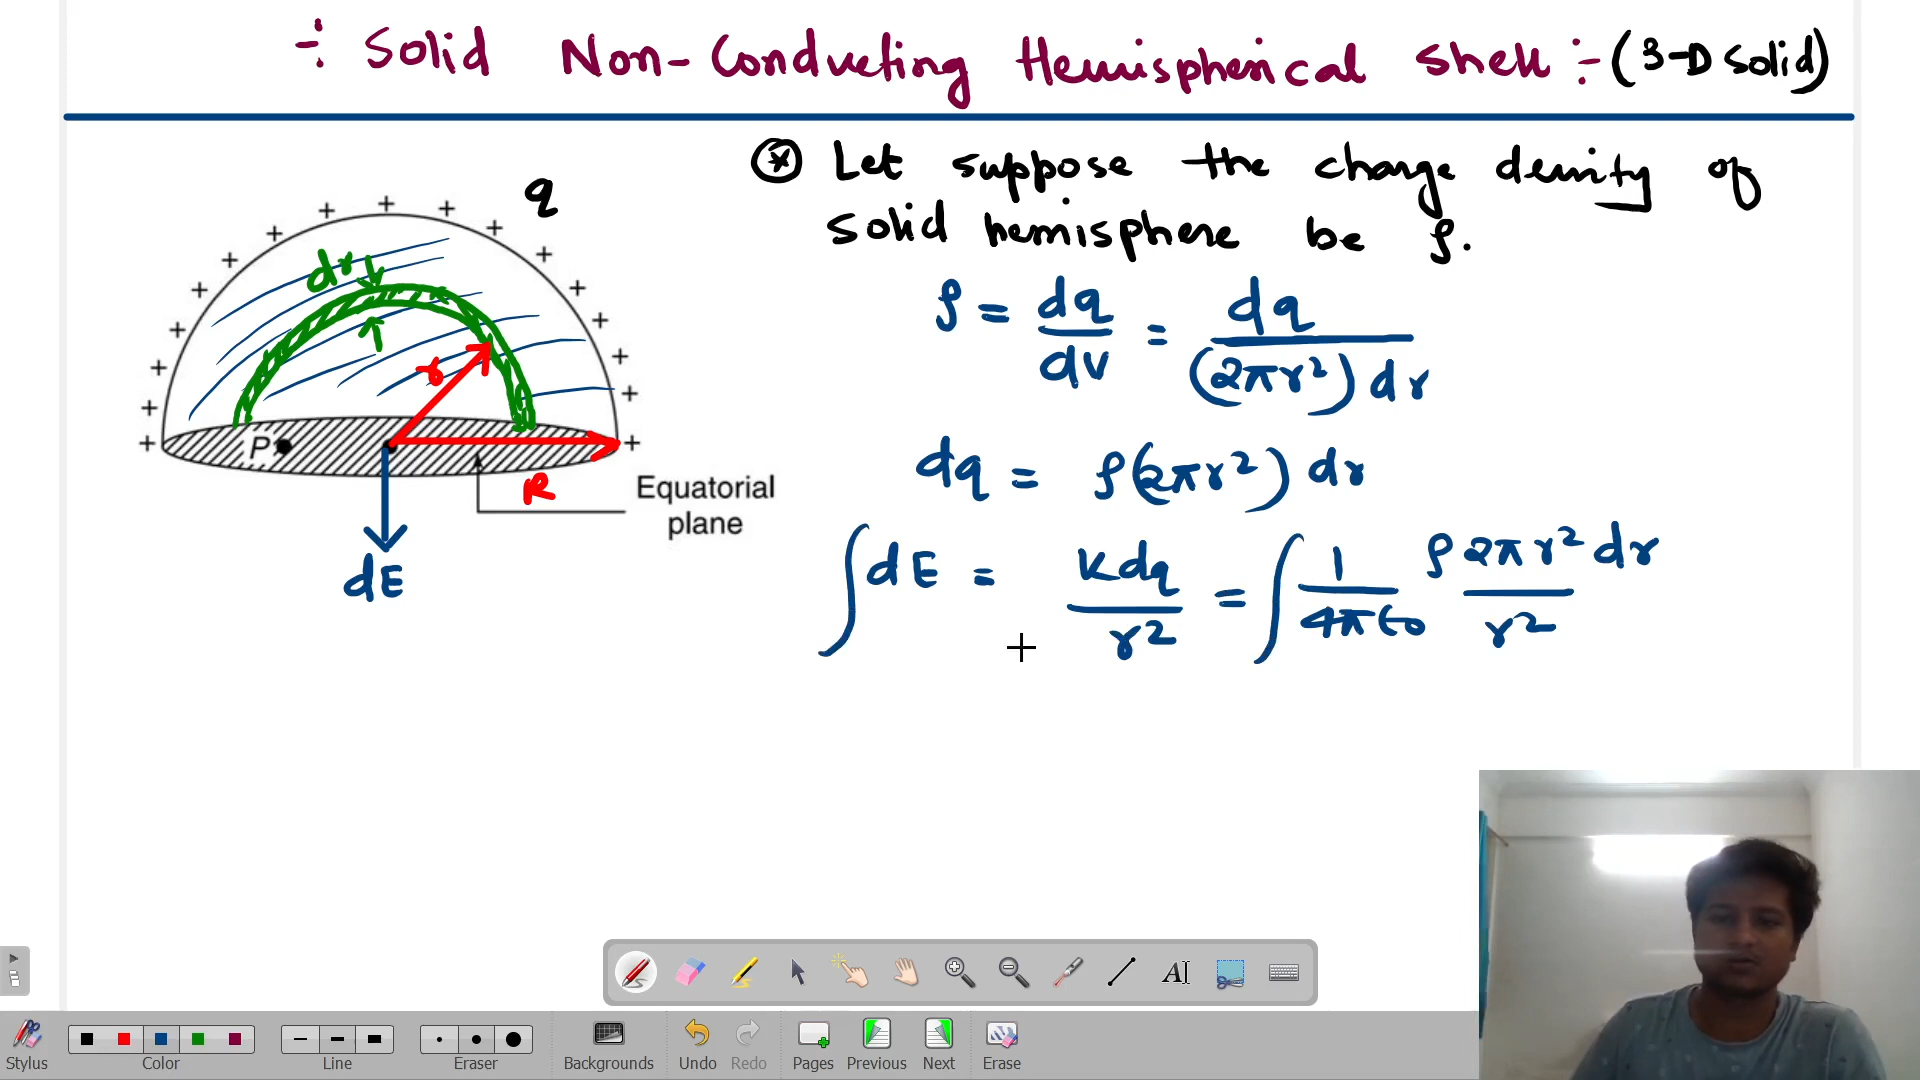 ÷ Solid Non-Conducting Hemispherical Shell :- (3-D Solid)
q
⊛ Let suppose the charge density of
solid hemisphere be ρ.
dr
ρ = dq/dV = dq/(2πr²)dr
r
P
R
Equatorial
plane
dq = ρ(2πr²) dr
dE
∫dE = Kdq/r² = ∫ 1/4π€₀ ρ2πr²dr/r²
+ + + + + + + + + + + + + + + + + + +
Stylus Color Line Eraser Backgrounds Undo Redo Pages Previous Next Erase